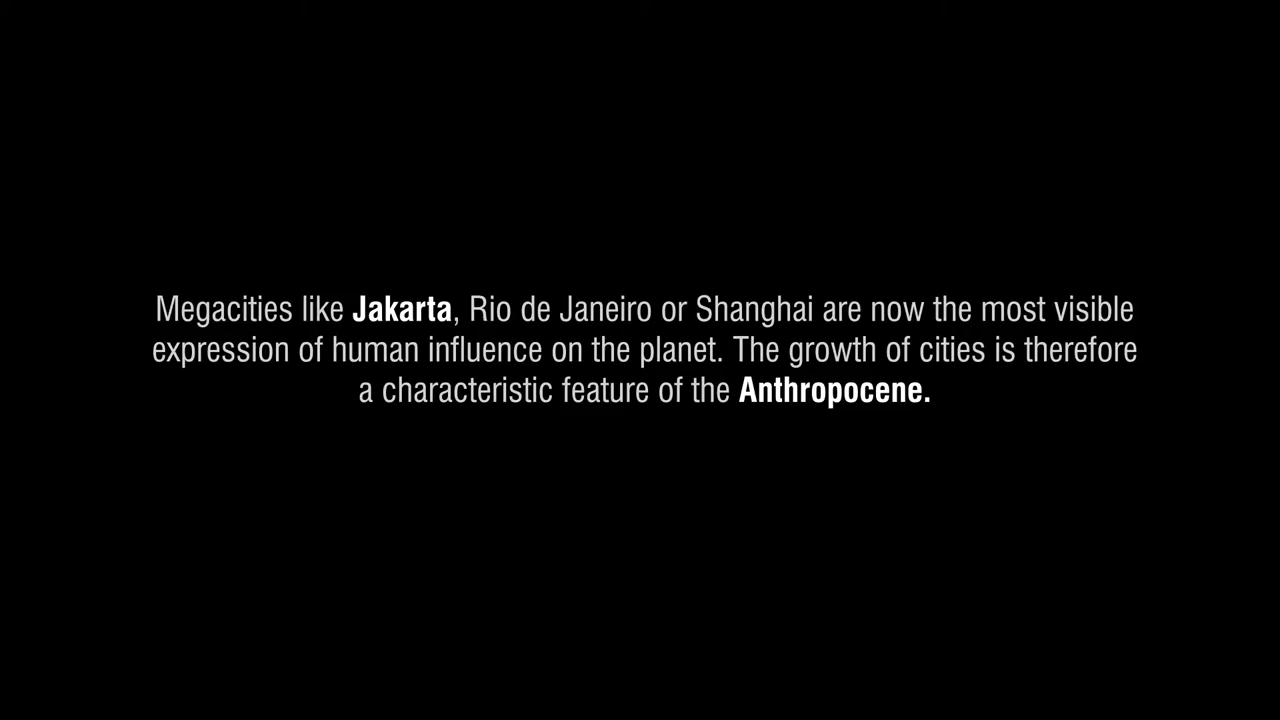 Megacities like Jakarta, Rio de Janeiro or Shanghai are now the most visible
expression of human influence on the planet. The growth of cities is therefore
a characteristic feature of the Anthropocene.